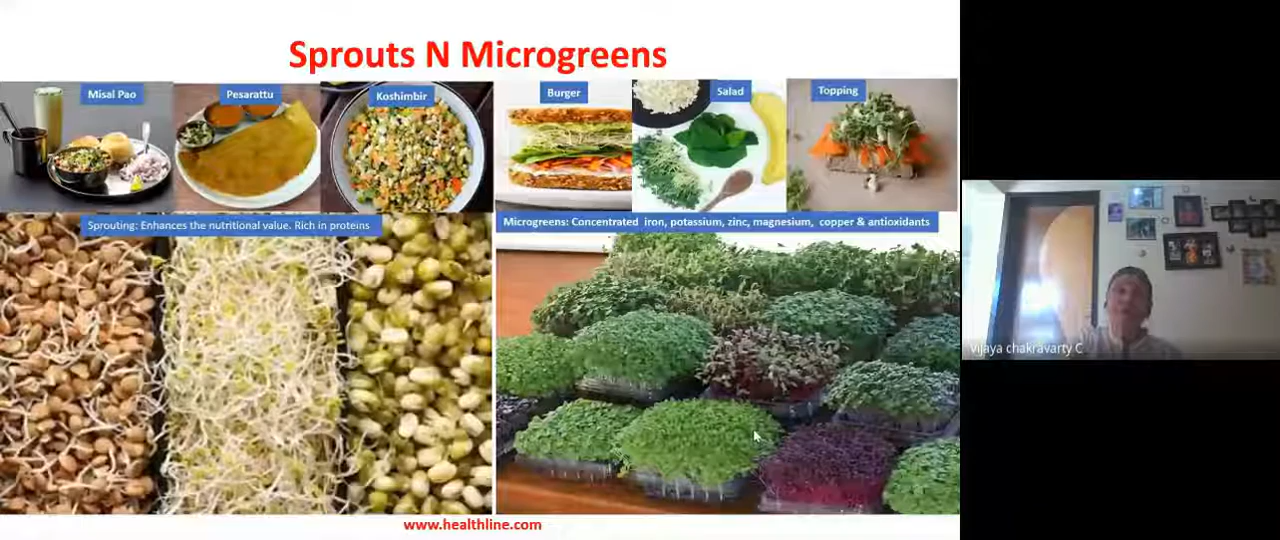 Sprouts N Microgreens
Misal Pao
Pesarattu
Koshimbir
Burger
Salad
Topping
Sprouting: Enhances the nutritional value. Rich in proteins
Microgreens: Concentrated iron, potassium, zinc, magnesium, copper & antioxidants
Vijaya chakravarty C
www.healthline.com